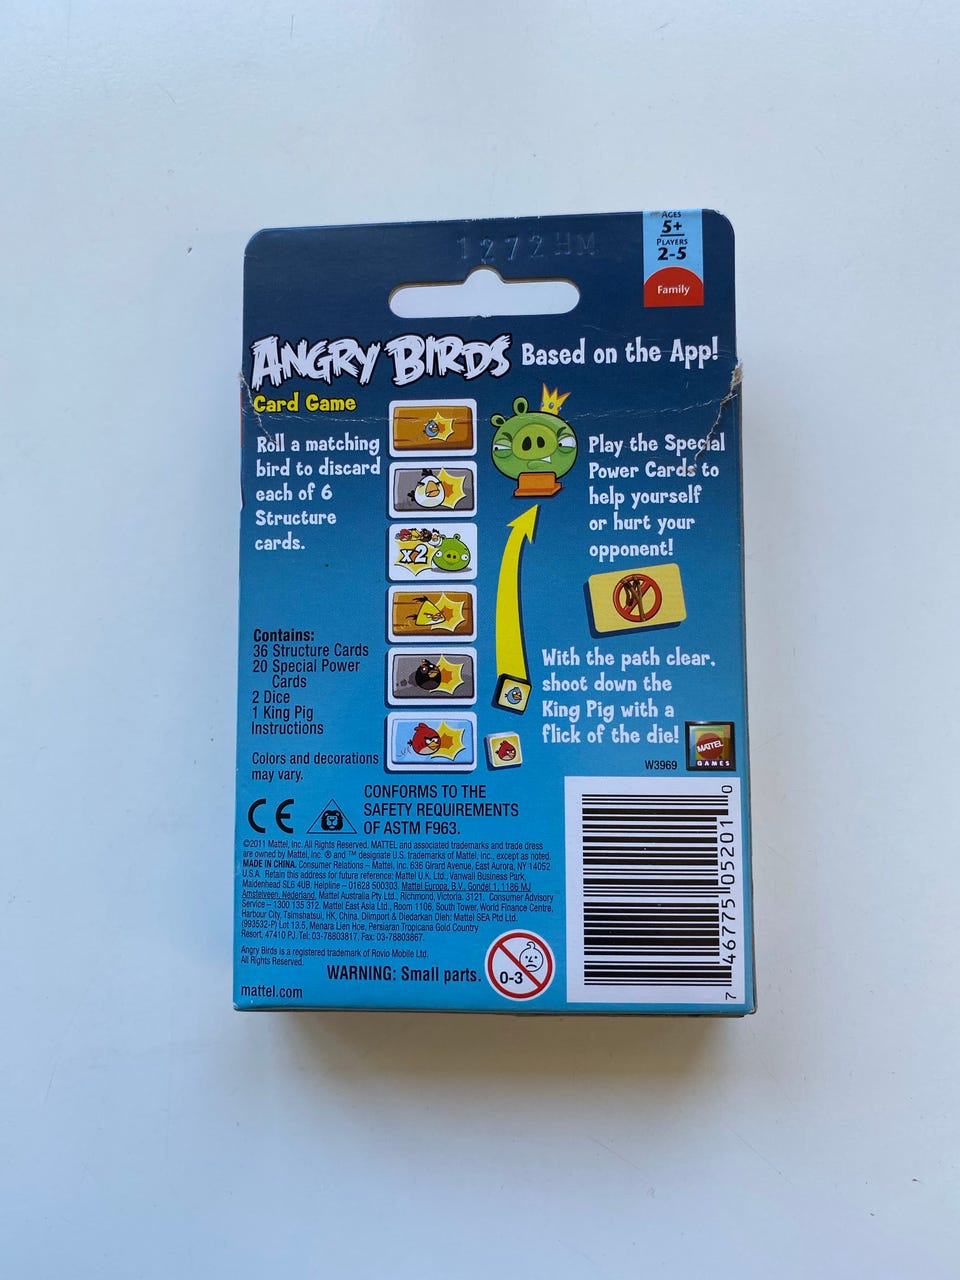 1272HM
AGES
5+
PLAYERS
2-5
Family
ANGRY BIRDS Based on the App!
Card Game
Roll a matching
bird to discard
each of 6
Structure
cards.
x2
Play the Special
Power Cards to
help yourself
or hurt your
opponent!
Contains:
36 Structure Cards
20 Special Power
Cards
2 Dice
1 King Pig
Instructions
Colors and decorations
may vary.
With the path clear,
shoot down the
King Pig with a
flick of the die!
W3969
MATTEL
GAMES
CE
CONFORMS TO THE
SAFETY REQUIREMENTS
OF ASTM F963.
©2011 Mattel, Inc. All Rights Reserved. MATTEL and associated trademarks and trade dress
are owned by Mattel, Inc. ® and ™ designate U.S. trademarks of Mattel, Inc., except as noted.
MADE IN CHINA. Consumer Relations – Mattel, Inc. 636 Girard Avenue, East Aurora, NY 14052
U.S.A. Retain this address for future reference: Mattel U.K. Ltd., Vanwall Business Park,
Maidenhead SL6 4UB. Helpline – 01628 500303. Mattel Europa, B.V., Gondel 1, 1186 MJ
Amstelveen, Nederland. Mattel Australia Pty Ltd., Richmond, Victoria. 3121. Consumer Advisory
Service – 1300 135 312. Mattel East Asia Ltd., Room 1106, South Tower, World Finance Centre,
Harbour City, Tsimshatsui, HK, China. Diimport & Diedarkan Oleh: Mattel SEA Ptd Ltd.
(993532-P) Lot 13.5, Menara Lien Hoe, Persiaran Tropicana Golf Country
Resort, 47410 PJ. Tel: 03-78803817, Fax: 03-78803867.
Angry Birds is a registered trademark of Rovio Mobile Ltd.
All Rights Reserved.
WARNING: Small parts.
0-3
mattel.com
7 46775 05201 0